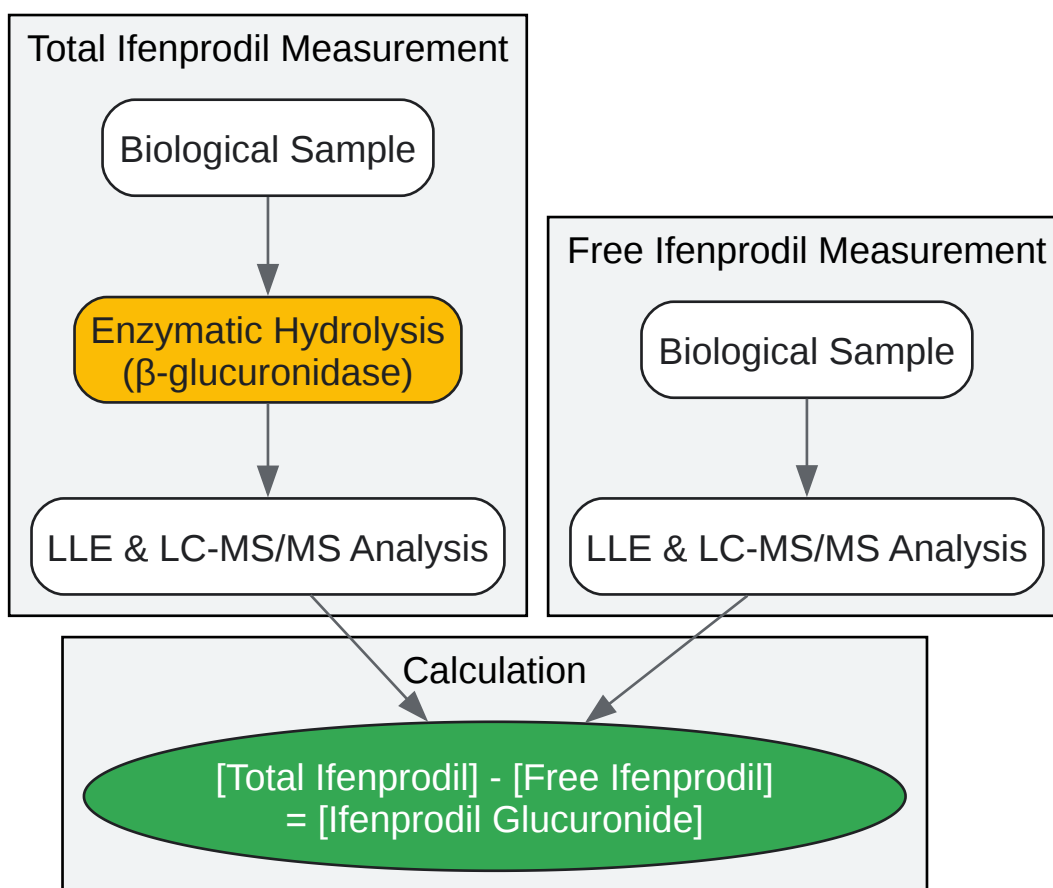 Total Ifenprodil Measurement
Biological Sample
Enzymatic Hydrolysis
(β-glucuronidase)
LLE & LC-MS/MS Analysis
Free Ifenprodil Measurement
Biological Sample
LLE & LC-MS/MS Analysis
Calculation
[Total Ifenprodil] - [Free Ifenprodil]
= [Ifenprodil Glucuronide]